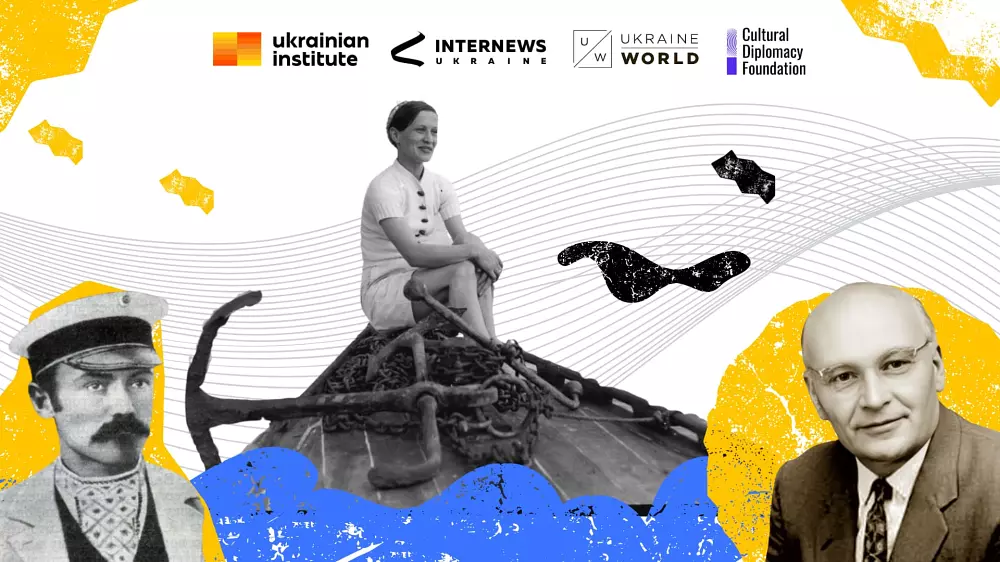 ukrainian
institute
INTERNEWS
UKRAINE
U
W
UKRAINE
WORLD
Cultural
Diplomacy
Foundation